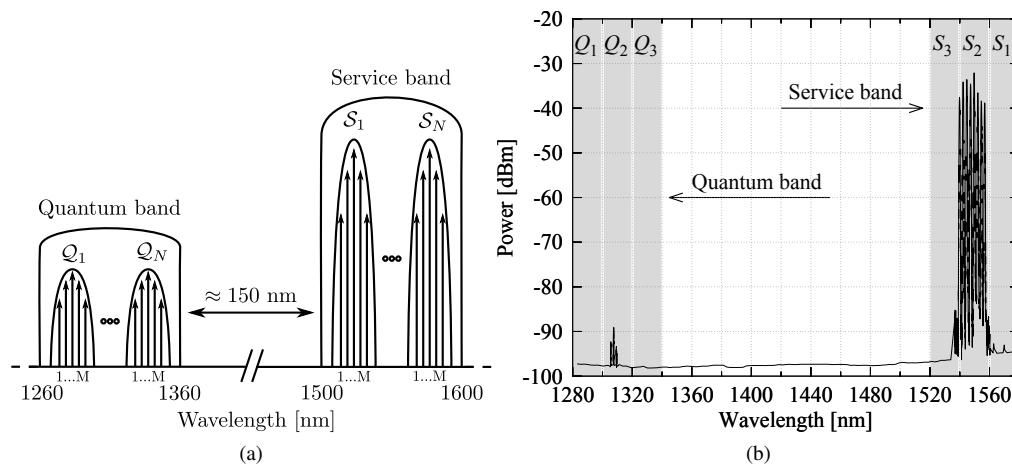 Service band
S₁ S_N
Quantum band
Q₁ Q_N
≈ 150 nm
1...M 1...M 1...M 1...M
1260 1360 1500 1600
Wavelength [nm]
(a)
-20
-30
-40
-50
-60
-70
-80
-90
-100
Power [dBm]
Q₁ Q₂ Q₃ S₃ S₂ S₁
Service band
Quantum band
1280 1320 1360 1400 1440 1480 1520 1560
Wavelength [nm]
(b)